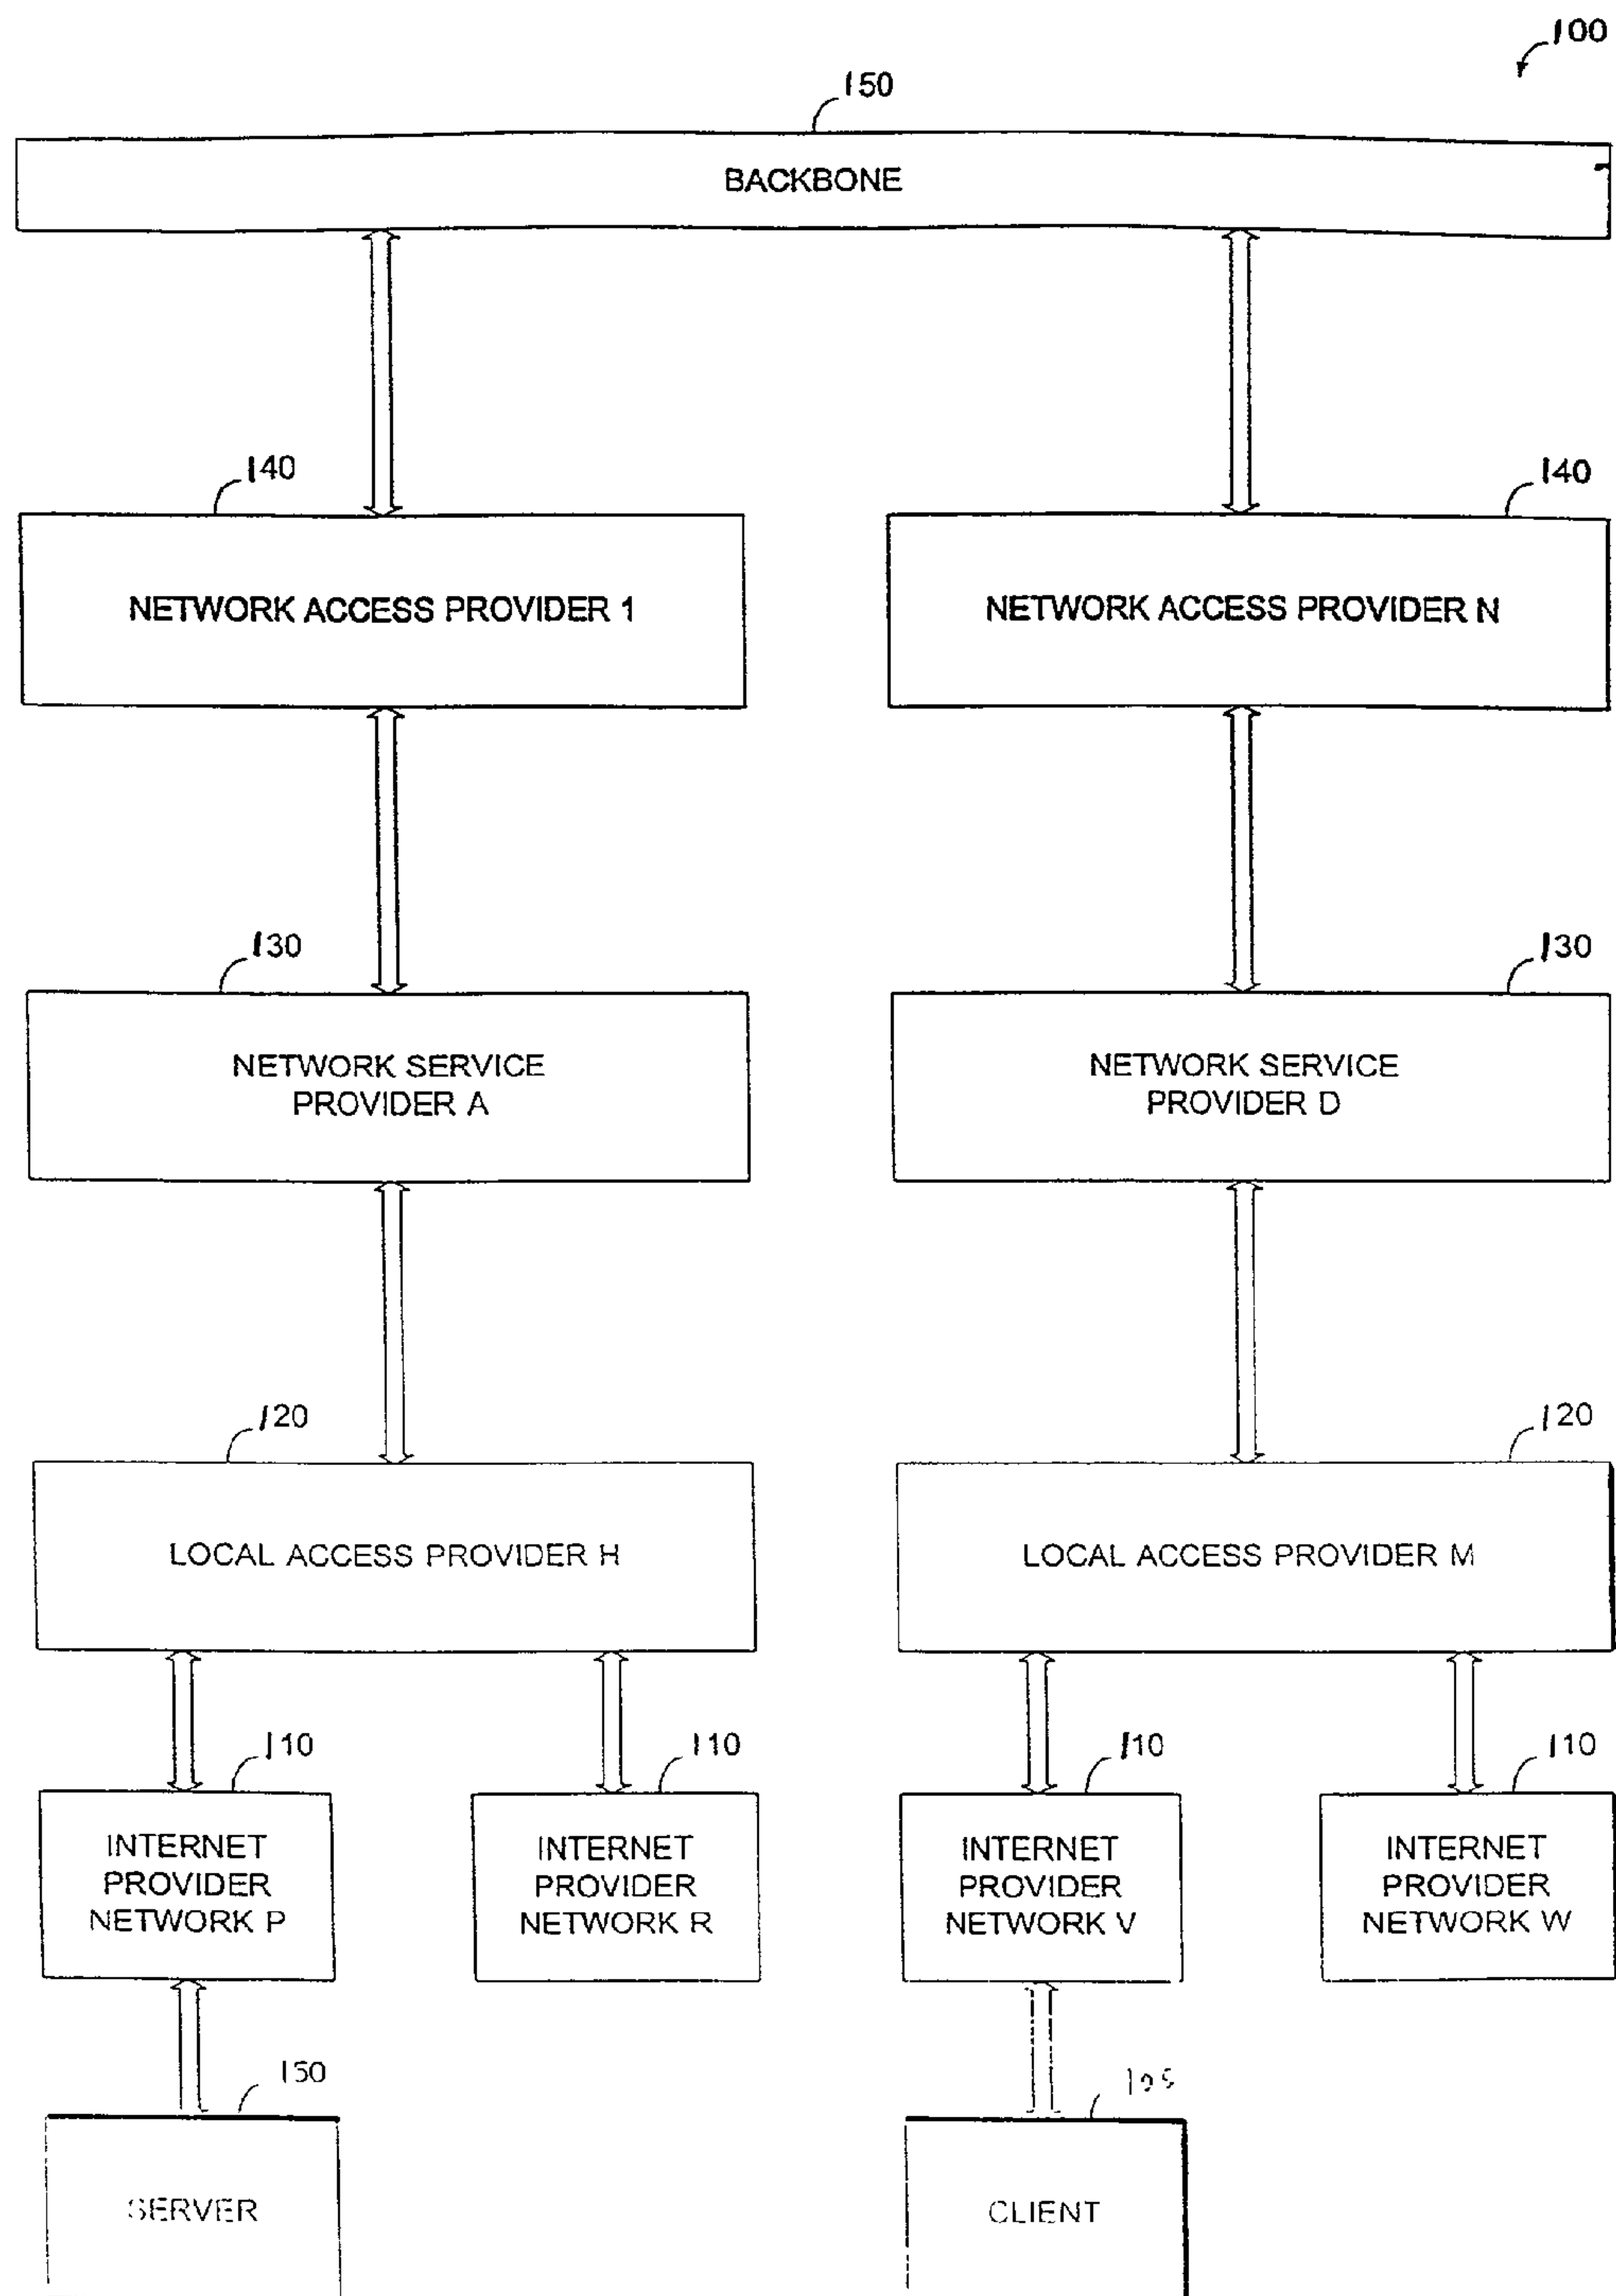 100
150
BACKBONE
140
140
NETWORK ACCESS PROVIDER 1
NETWORK ACCESS PROVIDER N
130
130
NETWORK SERVICE
PROVIDER A
NETWORK SERVICE
PROVIDER D
120
120
LOCAL ACCESS PROVIDER H
LOCAL ACCESS PROVIDER M
110
110
110
110
INTERNET
PROVIDER
NETWORK P
INTERNET
PROVIDER
NETWORK R
INTERNET
PROVIDER
NETWORK V
INTERNET
PROVIDER
NETWORK W
SERVER
CLIENT